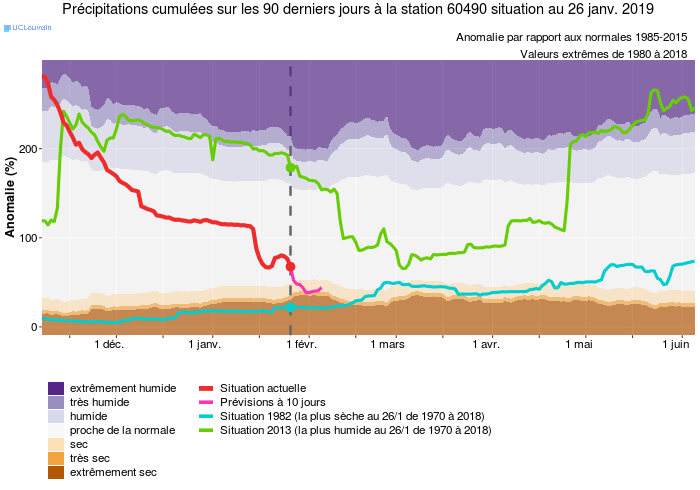 Précipitations cumulées sur les 90 derniers jours à la station 60490 situation au 26 janv. 2019
UCLouvain
Anomalie par rapport aux normales 1985-2015
Valeurs extrêmes de 1980 à 2018
Anomalie (%)
200
100
0
1 déc.
1 janv.
1 févr.
1 mars
1 avr.
1 mai
1 juin
extrêmement humide
très humide
humide
proche de la normale
sec
très sec
extrêmement sec
Situation actuelle
Prévisions à 10 jours
Situation 1982 (la plus sèche au 26/1 de 1970 à 2018)
Situation 2013 (la plus humide au 26/1 de 1970 à 2018)